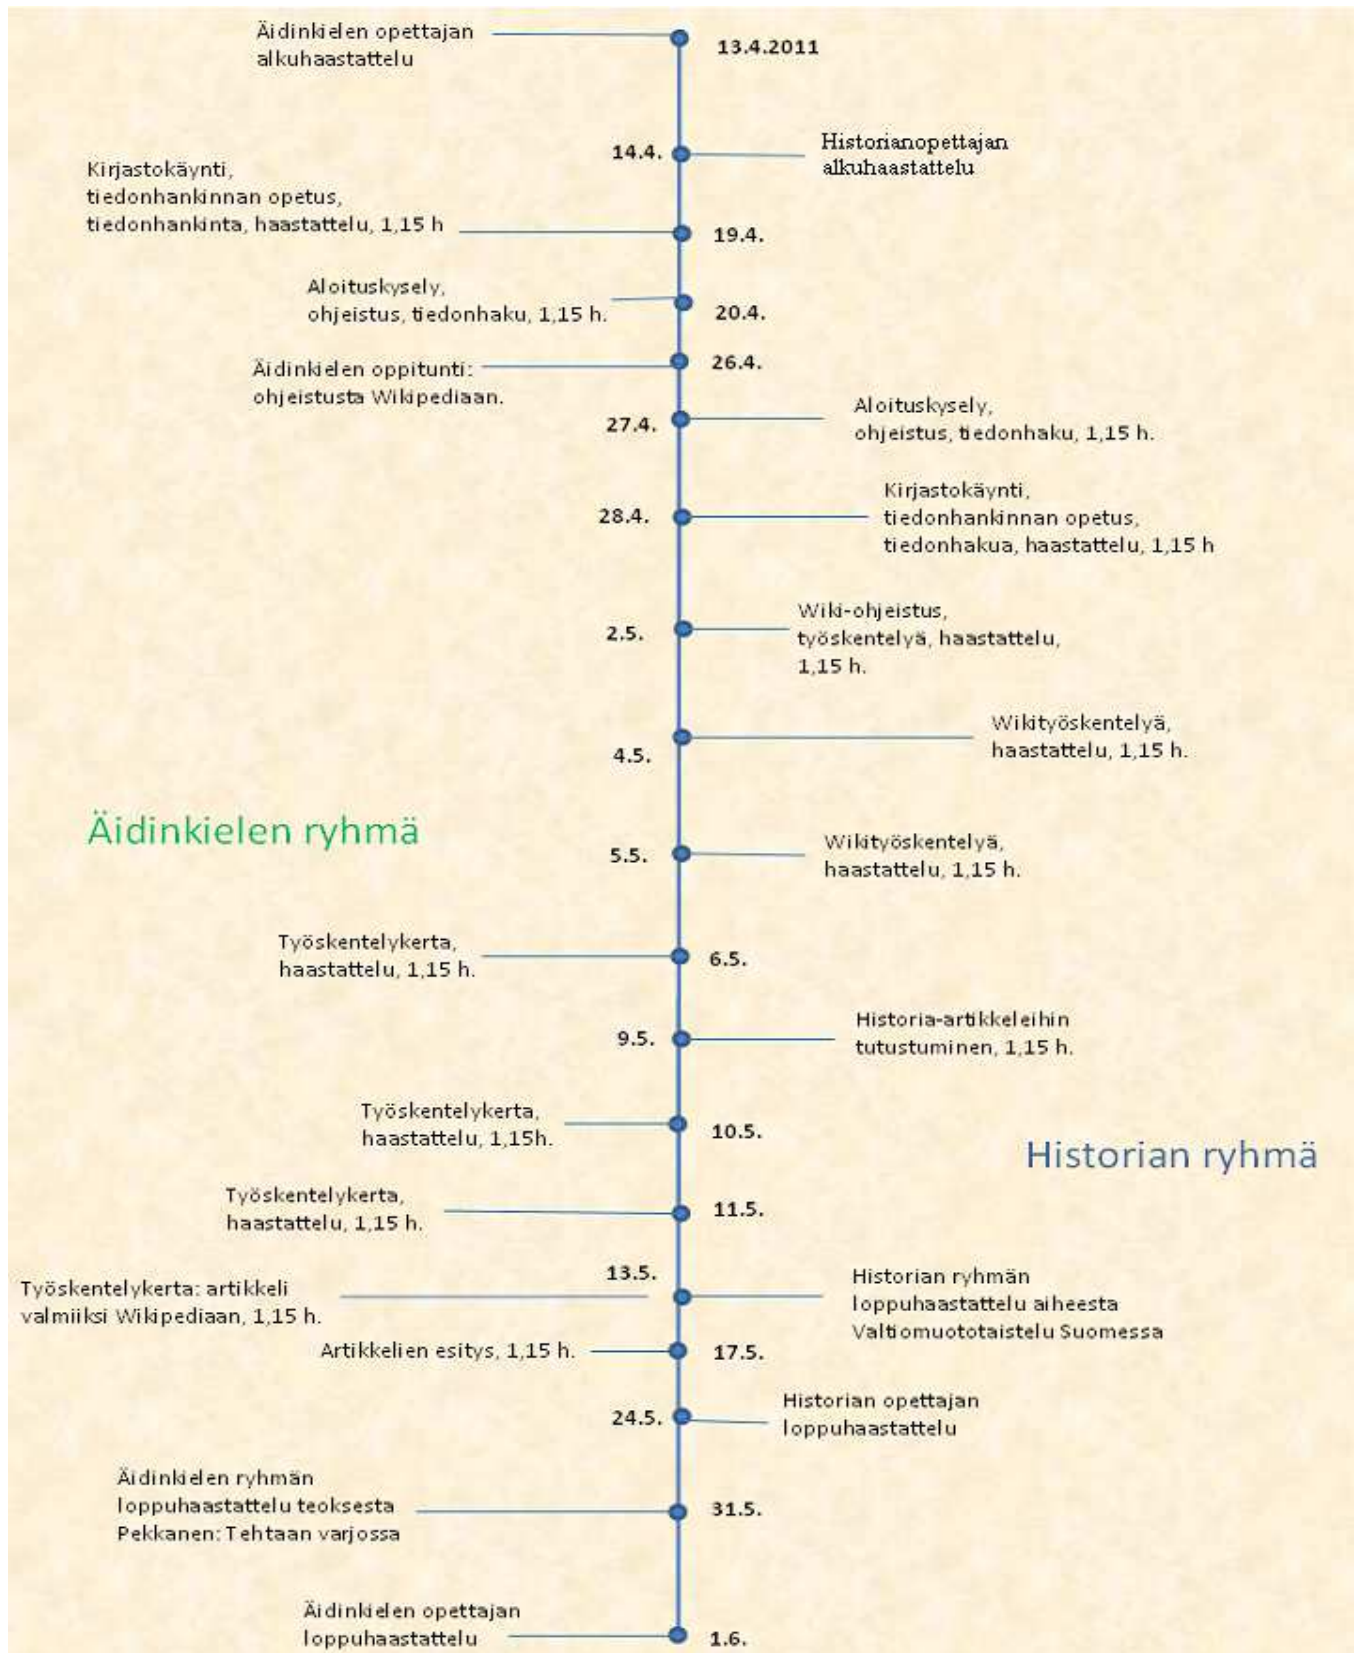 Äidinkielen opettajan
alkuhaastattelu
13.4.2011
14.4.
Historianopettajan
alkuhaastattelu
Kirjastokäynti,
tiedonhankinnan opetus,
tiedonhankinta, haastattelu, 1,15 h
19.4.
Aloituskysely,
ohjeistus, tiedonhaku, 1,15 h.
20.4.
Äidinkielen oppitunti:
ohjeistusta Wikipediaan.
26.4.
27.4.
Aloituskysely,
ohjeistus, tiedonhaku, 1,15 h.
28.4.
Kirjastokäynti,
tiedonhankinnan opetus,
tiedonhakua, haastattelu, 1,15 h
2.5.
Wiki-ohjeistus,
työskentelyä, haastattelu,
1,15 h.
4.5.
Wikityöskentelyä,
haastattelu, 1,15 h.
Äidinkielen ryhmä
5.5.
Wikityöskentelyä,
haastattelu, 1,15 h.
Työskentelykerta,
haastattelu, 1,15 h.
6.5.
9.5.
Historia-artikkeleihin
tutustuminen, 1,15 h.
Työskentelykerta,
haastattelu, 1,15h.
10.5.
Historian ryhmä
Työskentelykerta,
haastattelu, 1,15 h.
11.5.
13.5.
Työskentelykerta: artikkeli
valmiiksi Wikipediaan, 1,15 h.
Historian ryhmän
loppuhaastattelu aiheesta
Valtiomuototaistelu Suomessa
Artikkelien esitys, 1,15 h.
17.5.
24.5.
Historian opettajan
loppuhaastattelu
Äidinkielen ryhmän
loppuhaastattelu teoksesta
Pekkanen: Tehtaan varjossa
31.5.
Äidinkielen opettajan
loppuhaastattelu
1.6.